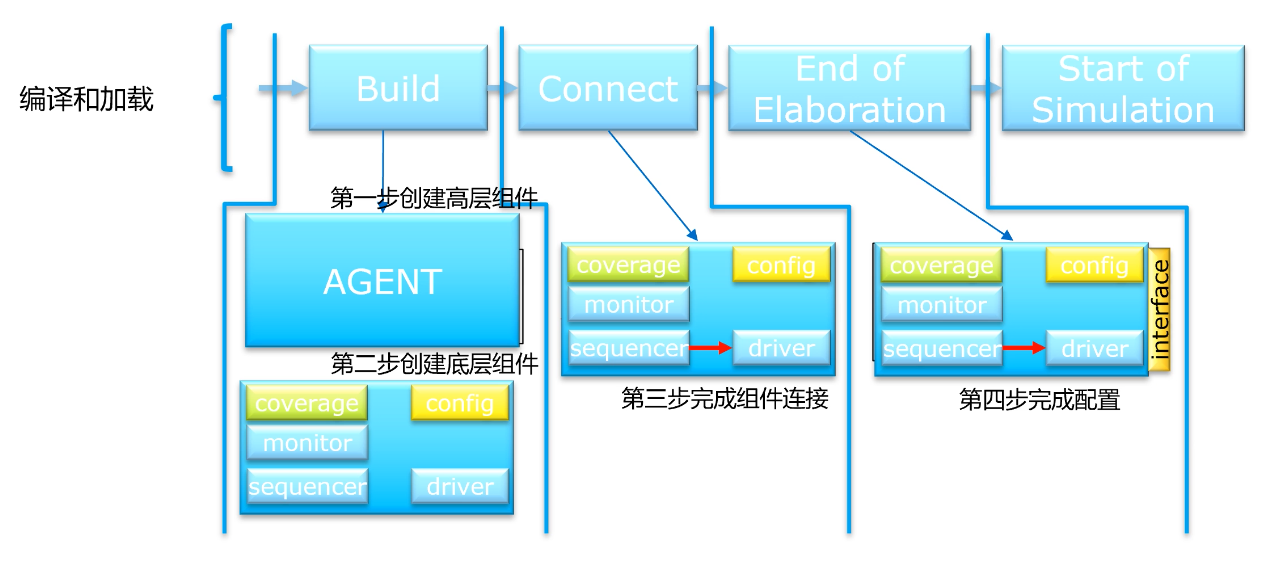 编译和加载
Build
Connect
End of
Elaboration
Start of
Simulation
第一步创建高层组件
AGENT
第二步创建底层组件
coverage
config
monitor
sequencer
driver
coverage
config
monitor
sequencer
driver
第三步完成组件连接
coverage
config
monitor
sequencer
driver
interface
第四步完成配置